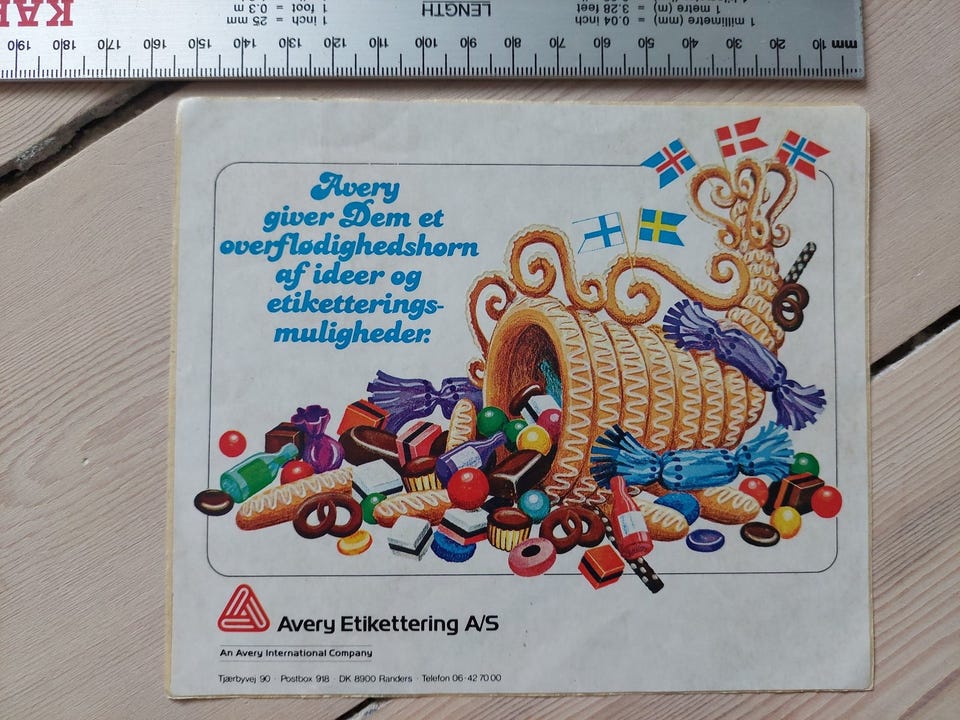 LENGTH
1 millimetre (mm) = 0.04 inch
1 metre (m) = 3.28 feet
1 inch = 25 mm
1 foot = 0.3 m
mm 10 20 30 40 50 60 70 80 90 100 110 120 130 140 150 160 170 180 190
Avery
giver Dem et
overflødighedshorn
af ideer og
etiketterings-
muligheder.
Avery Etikettering A/S
An Avery International Company
Tjærbyvej 90 · Postbox 918 · DK 8900 Randers · Telefon 06·42 70 00